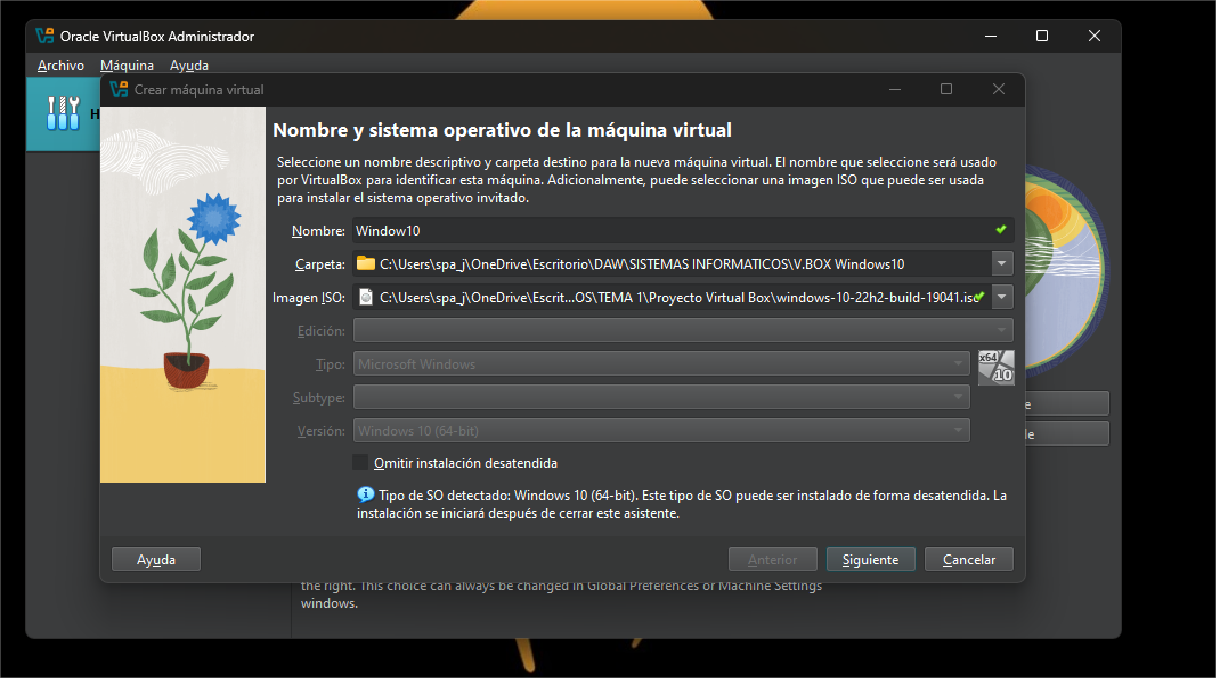 Oracle VirtualBox Administrador
Archivo Máquina Ayuda
Crear máquina virtual
H
Nombre y sistema operativo de la máquina virtual
Seleccione un nombre descriptivo y carpeta destino para la nueva máquina virtual. El nombre que seleccione será usado
por VirtualBox para identificar esta máquina. Adicionalmente, puede seleccionar una imagen ISO que puede ser usada
para instalar el sistema operativo invitado.
Nombre: Window10
Carpeta: C:\Users\spa_j\OneDrive\Escritorio\DAW\SISTEMAS INFORMATICOS\V.BOX Windows10
Imagen ISO: C:\Users\spa_j\OneDrive\Escrit...OS\TEMA 1\Proyecto Virtual Box\windows-10-22h2-build-19041.is
Edición:
Tipo: Microsoft Windows
x64
10
Subtype:
Versión: Windows 10 (64-bit)
e
le
Omitir instalación desatendida
Tipo de SO detectado: Windows 10 (64-bit). Este tipo de SO puede ser instalado de forma desatendida. La
instalación se iniciará después de cerrar este asistente.
Ayuda Anterior Siguiente Cancelar
the right. This choice can always be changed in Global Preferences or Machine Settings
windows.